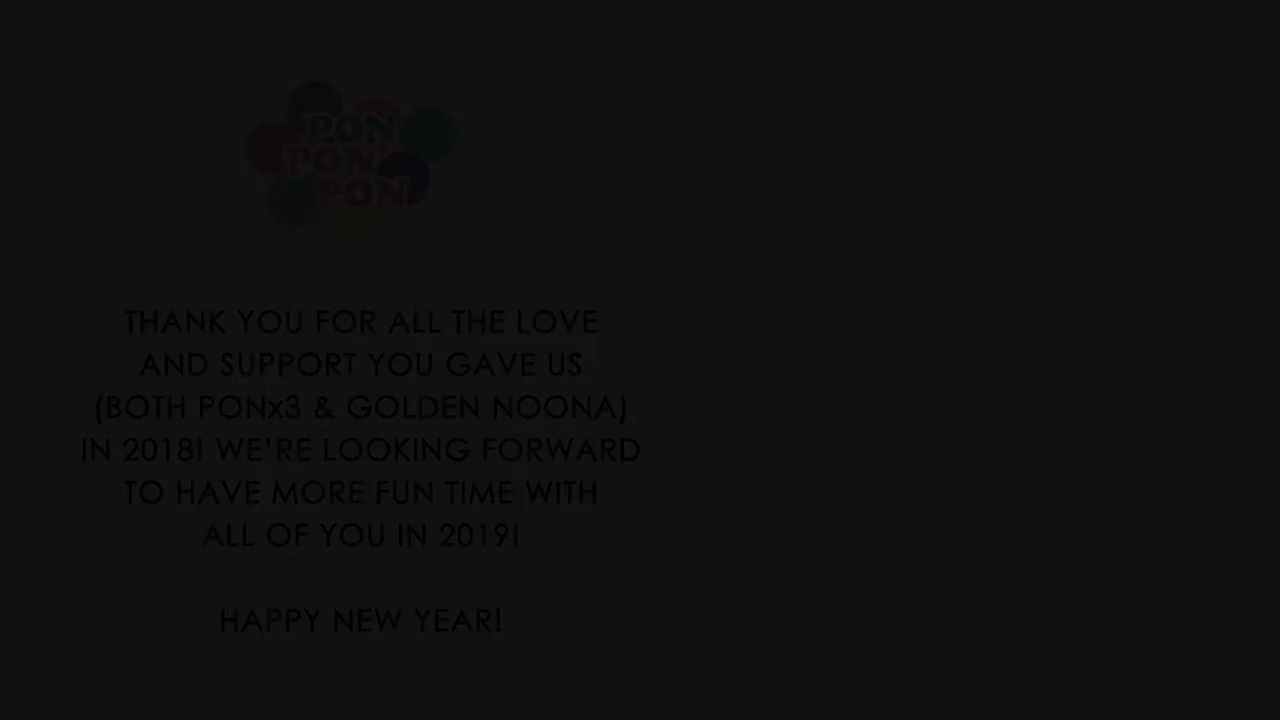 PON
PON
PON
THANK YOU FOR ALL THE LOVE
AND SUPPORT YOU GAVE US
(BOTH PONx3 & GOLDEN NOONA)
IN 2018! WE’RE LOOKING FORWARD
TO HAVE MORE FUN TIME WITH
ALL OF YOU IN 2019!
HAPPY NEW YEAR!